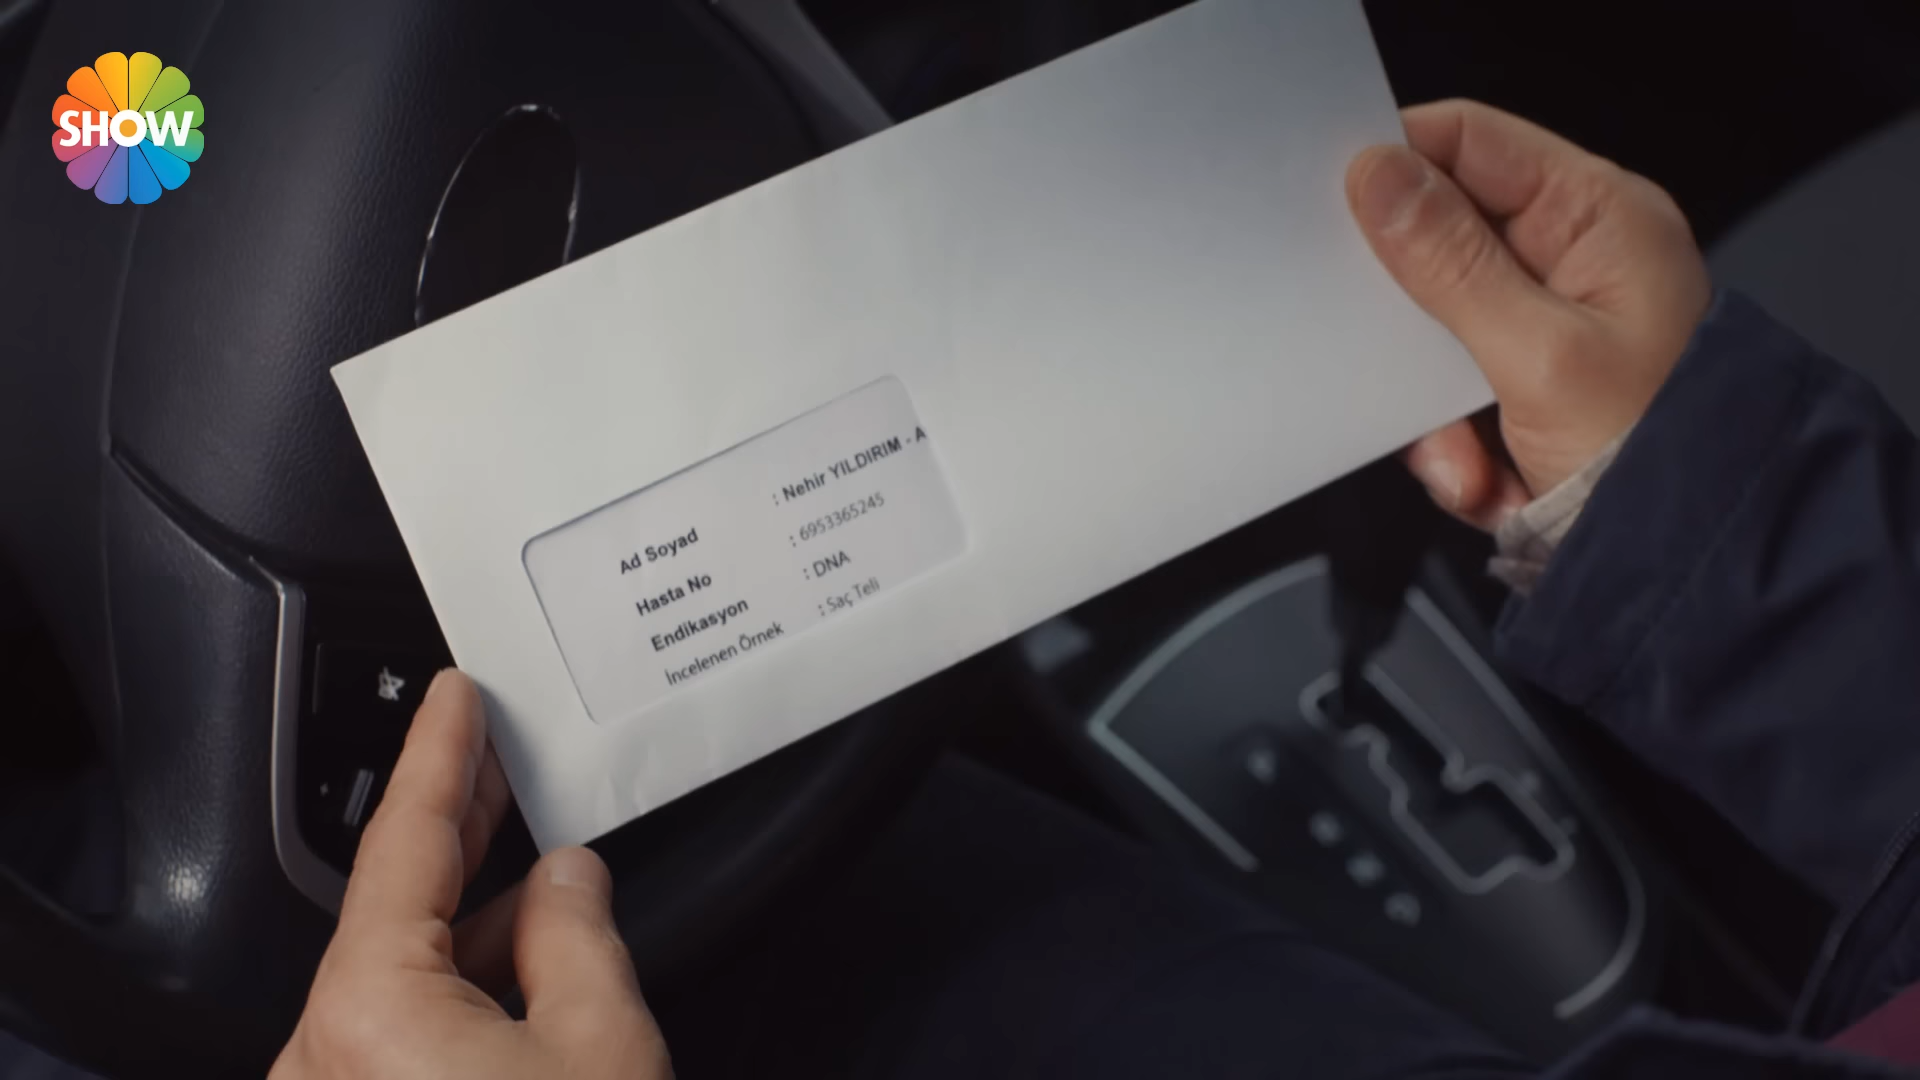 SHOW
Ad Soyad : Nehir YILDIRIM - A
Hasta No : 6953365245
Endikasyon : DNA
İncelenen Örnek : Saç Teli